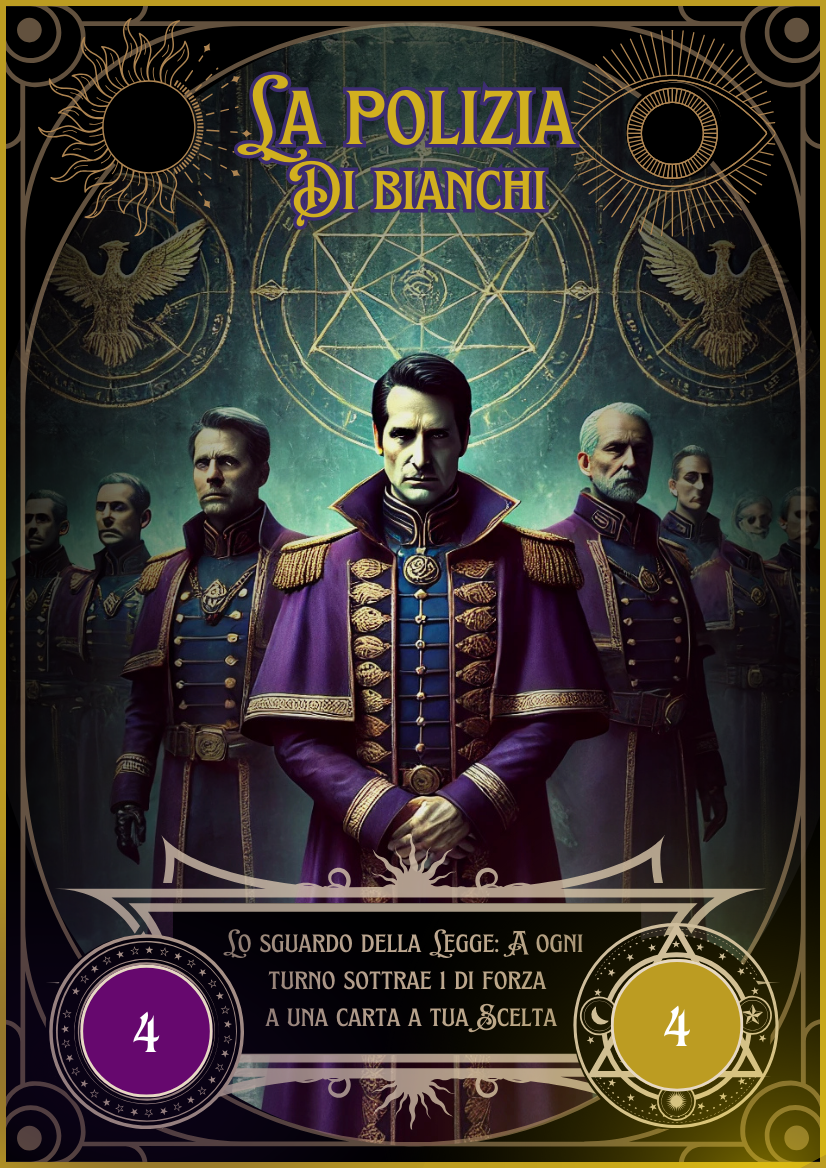 La polizia
Di bianchi
Lo sguardo della Legge: A ogni
turno sottrae 1 di forza
a una carta a tua Scelta
4
4